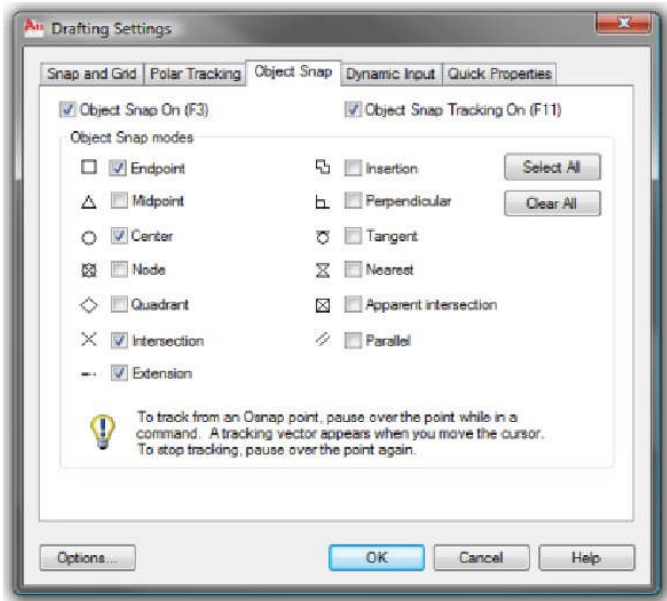 Drafting Settings
Snap and Grid Polar Tracking Object Snap Dynamic Input Quick Properties
Object Snap On (F3) Object Snap Tracking On (F11)
Object Snap modes
Endpoint Insertion Select All
Midpoint Perpendicular Clear All
Center Tangent
Node Nearest
Quadrant Apparent intersection
Intersection Parallel
Extension
To track from an Osnap point, pause over the point while in a
command. A tracking vector appears when you move the cursor.
To stop tracking, pause over the point again.
Options... OK Cancel Help